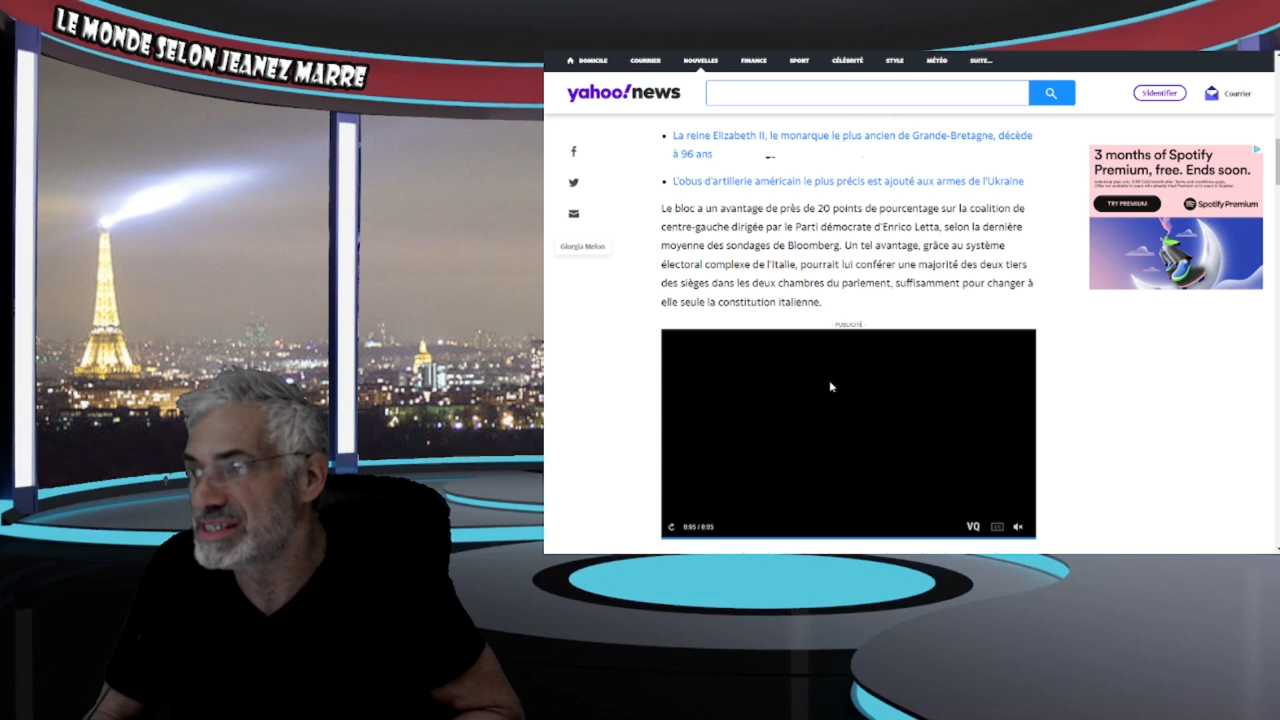 LE MONDE SELON JEANEZ MARRE
DOMICILE COURRIER NOUVELLES FINANCE SPORT CÉLÉBRITÉ STYLE MÉTÉO SUITE...
yahoo!news
S'identifier
Courrier
La reine Elizabeth II, le monarque le plus ancien de Grande-Bretagne, décède
à 96 ans
L'obus d'artillerie américain le plus précis est ajouté aux armes de l'Ukraine
Le bloc a un avantage de près de 20 points de pourcentage sur la coalition de
centre-gauche dirigée par le Parti démocrate d'Enrico Letta, selon la dernière
moyenne des sondages de Bloomberg. Un tel avantage, grâce au système
électoral complexe de l'Italie, pourrait lui conférer une majorité des deux tiers
des sièges dans les deux chambres du parlement, suffisamment pour changer à
elle seule la constitution italienne.
Giorgia Melon
- PUBLICITÉ -
0:05 / 0:05
VQ
CC
3 months of Spotify
Premium, free. Ends soon.
TRY PREMIUM
Spotify Premium